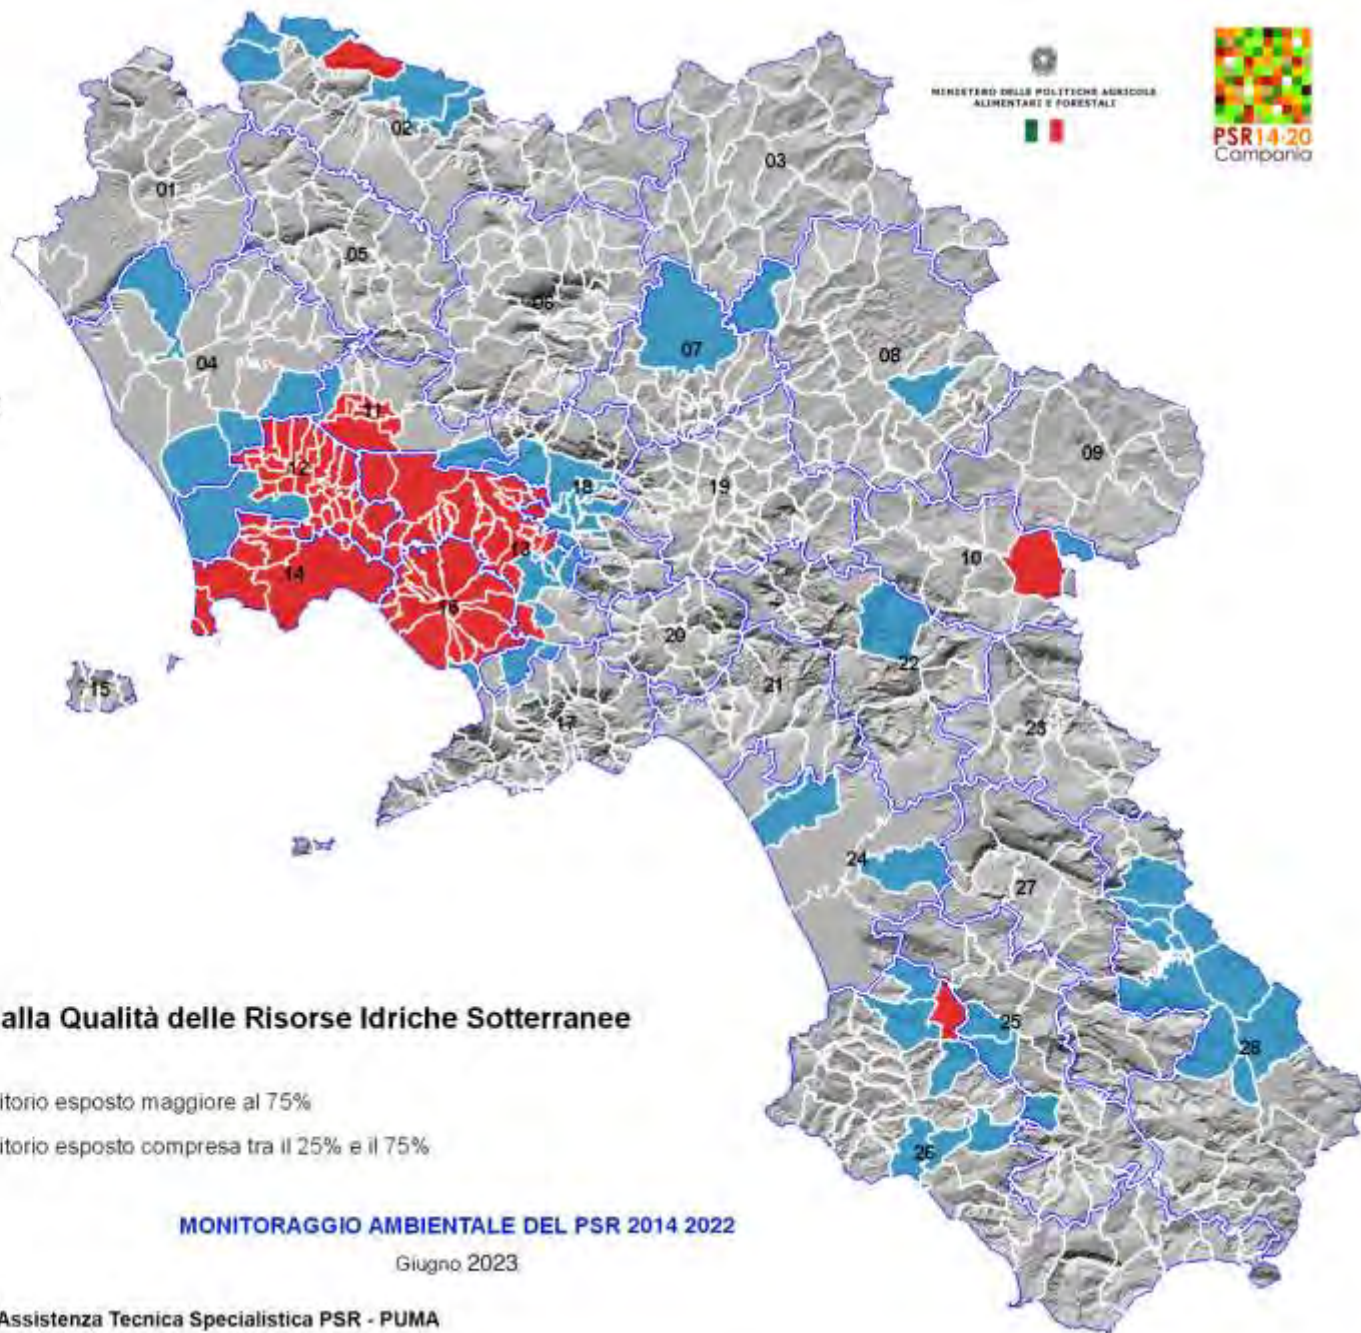 MINISTERO DELLE POLITICHE AGRICOLE
ALIMENTARI E FORESTALI
PSR14-20
Campania
02
03
01
05
06
07
08
04
11
09
12
18
19
10
13
14
16
20
22
15
21
17
23
24
27
25
28
26
alla Qualità delle Risorse Idriche Sotterranee
itorio esposto maggiore al 75%
itorio esposto compresa tra il 25% e il 75%
MONITORAGGIO AMBIENTALE DEL PSR 2014 2022
Giugno 2023
Assistenza Tecnica Specialistica PSR - PUMA